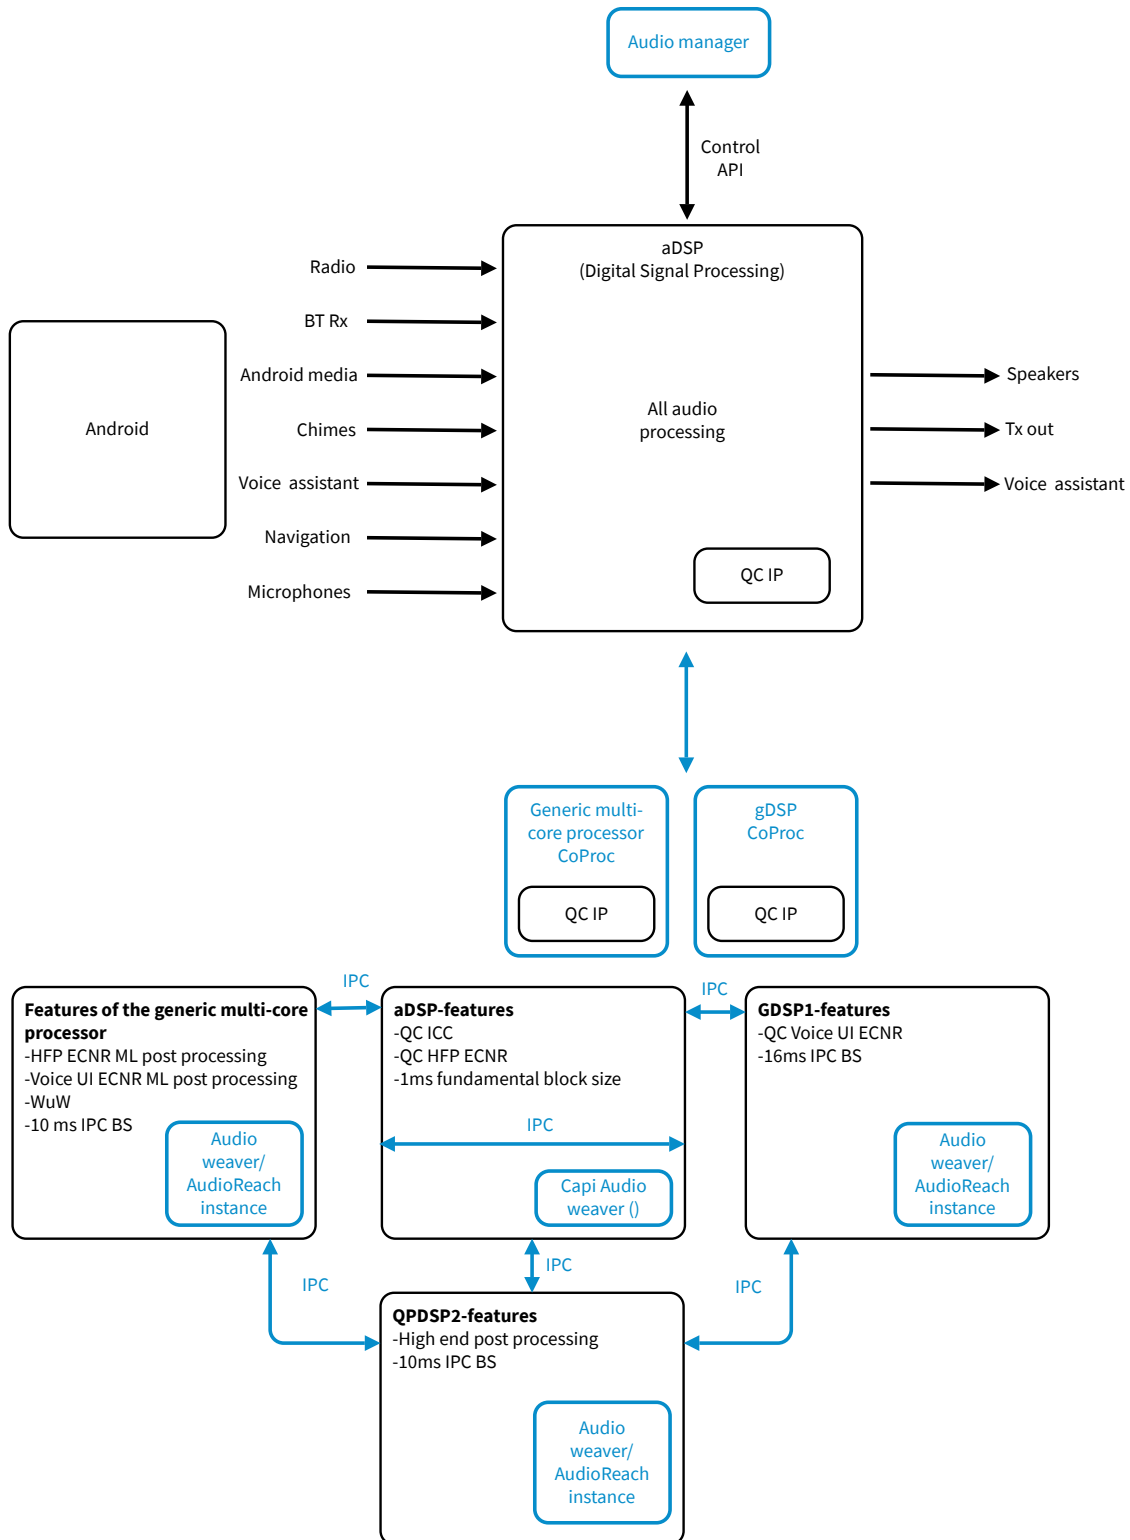 Audio manager
Control
API
aDSP
(Digital Signal Processing)
Radio
BT Rx
Android media
Chimes
Voice assistant
Navigation
Microphones
Android
All audio
processing
QC IP
Speakers
Tx out
Voice assistant
Generic multi-
core processor
CoProc
QC IP
gDSP
CoProc
QC IP
IPC
IPC
Features of the generic multi-core
processor
-HFP ECNR ML post processing
-Voice UI ECNR ML post processing
-WuW
-10 ms IPC BS
Audio
weaver/
AudioReach
instance
aDSP-features
-QC ICC
-QC HFP ECNR
-1ms fundamental block size
IPC
Capi Audio
weaver ()
GDSP1-features
-QC Voice UI ECNR
-16ms IPC BS
Audio
weaver/
AudioReach
instance
IPC
IPC
IPC
QPDSP2-features
-High end post processing
-10ms IPC BS
Audio
weaver/
AudioReach
instance